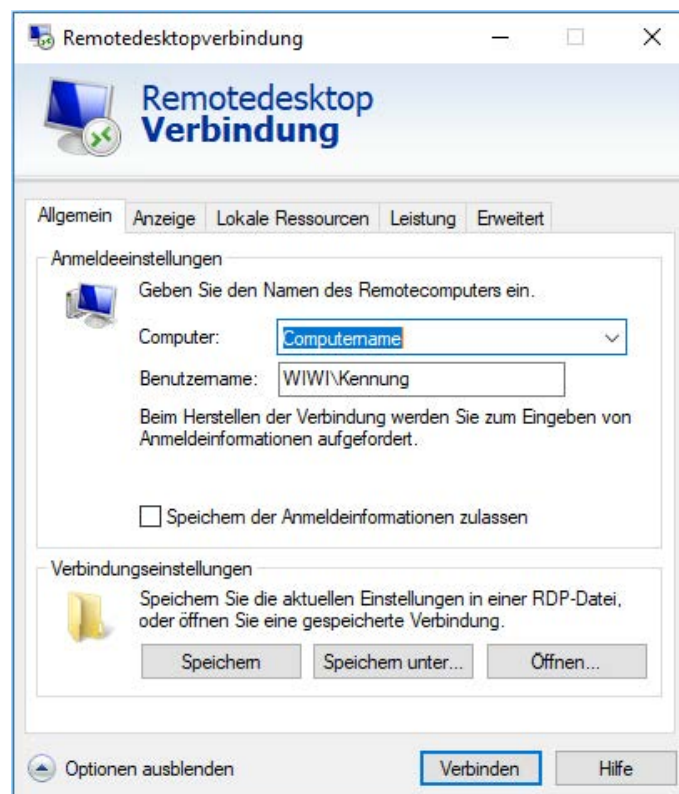 Remotedesktopverbindung
Remotedesktop
Verbindung
Allgemein Anzeige Lokale Ressourcen Leistung Erweitert
Anmeldeeinstellungen
Geben Sie den Namen des Remotecomputers ein.
Computer: Computername
Benutzername: WIWI\Kennung
Beim Herstellen der Verbindung werden Sie zum Eingeben von
Anmeldeinformationen aufgefordert.
Speichern der Anmeldeinformationen zulassen
Verbindungseinstellungen
Speichern Sie die aktuellen Einstellungen in einer RDP-Datei,
oder öffnen Sie eine gespeicherte Verbindung.
Speichern Speichern unter... Öffnen...
Optionen ausblenden Verbinden Hilfe